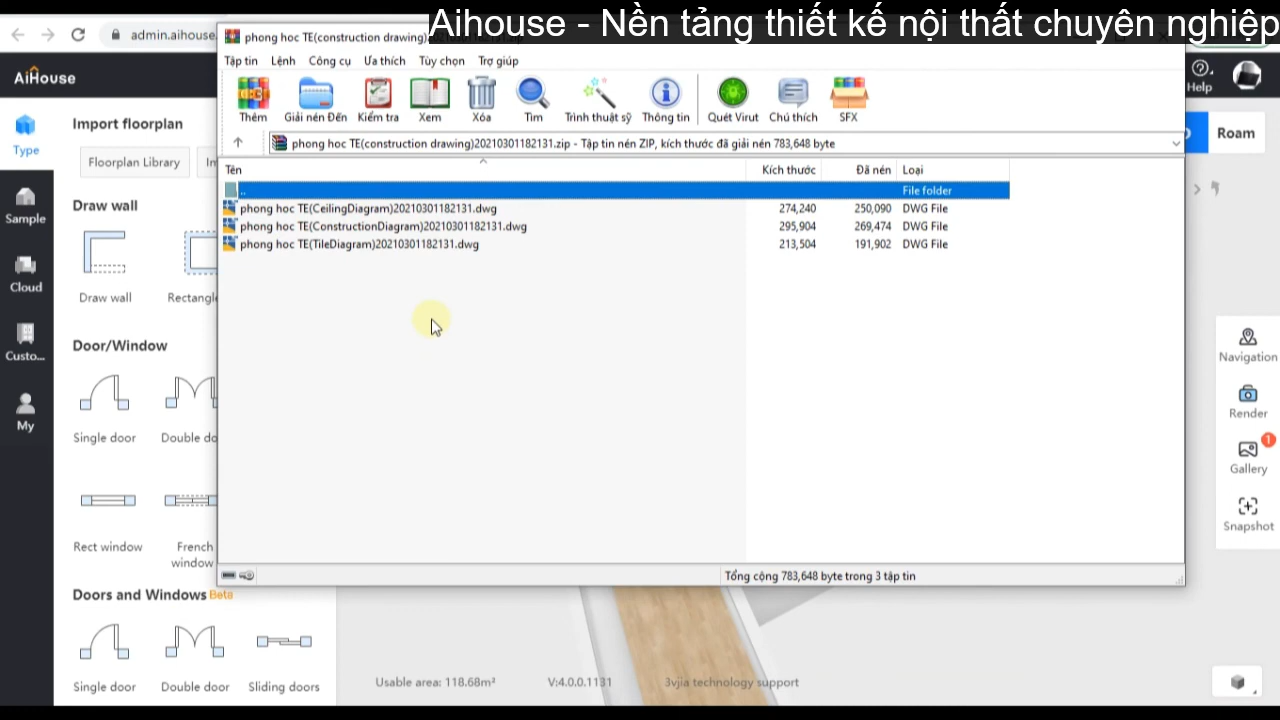 Aihouse - Nền tảng thiết kế nội thất chuyên nghiệp
admin.aihouse.
phong hoc TE(construction drawing)20210301182131.zip
AiHouse
Help
Tập tin Lệnh Công cụ Ưa thích Tùy chọn Trợ giúp
Thêm Giải nén Đến Kiểm tra Xem Xóa Tìm Trình thuật sỹ Thông tin Quét Virut Chú thích SFX
phong hoc TE(construction drawing)20210301182131.zip - Tập tin nén ZIP, kích thước đã giải nén 783,648 byte
Tên Kích thước Đã nén Loại
.. File folder
phong hoc TE(CeilingDiagram)20210301182131.dwg 274,240 250,090 DWG File
phong hoc TE(ConstructionDiagram)20210301182131.dwg 295,904 269,474 DWG File
phong hoc TE(TileDiagram)20210301182131.dwg 213,504 191,902 DWG File
Tổng cộng 783,648 byte trong 3 tập tin
Type
Sample
Cloud
Custo...
My
Import floorplan
Floorplan Library Im
Draw wall
Draw wall Rectangle
Door/Window
Single door Double do
Rect window French
window
Doors and Windows Beta
Single door Double door Sliding doors
Roam
Navigation
Render
1
Gallery
Snapshot
Usable area: 118.68m² V:4.0.0.1131 3vjia technology support